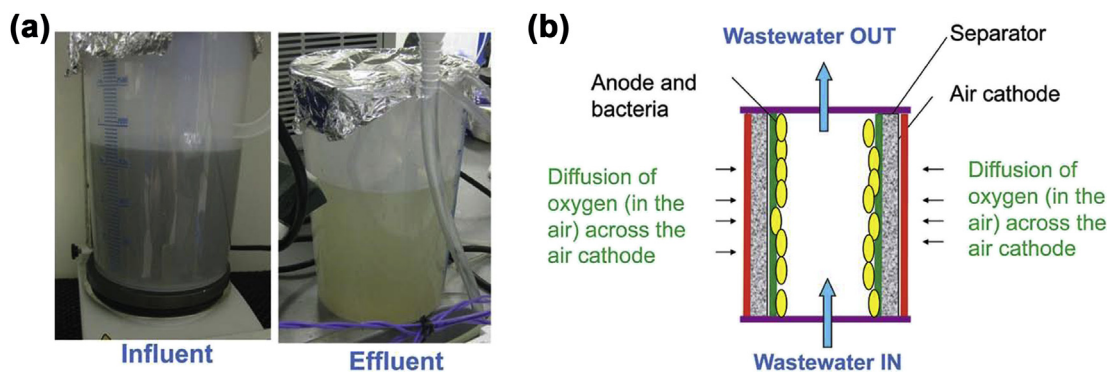 (a)
Influent
Effluent
(b)
Wastewater OUT
Separator
Anode and
bacteria
Air cathode
Diffusion of
oxygen (in the
air) across the
air cathode
Diffusion of
oxygen (in the
air) across the
air cathode
Wastewater IN